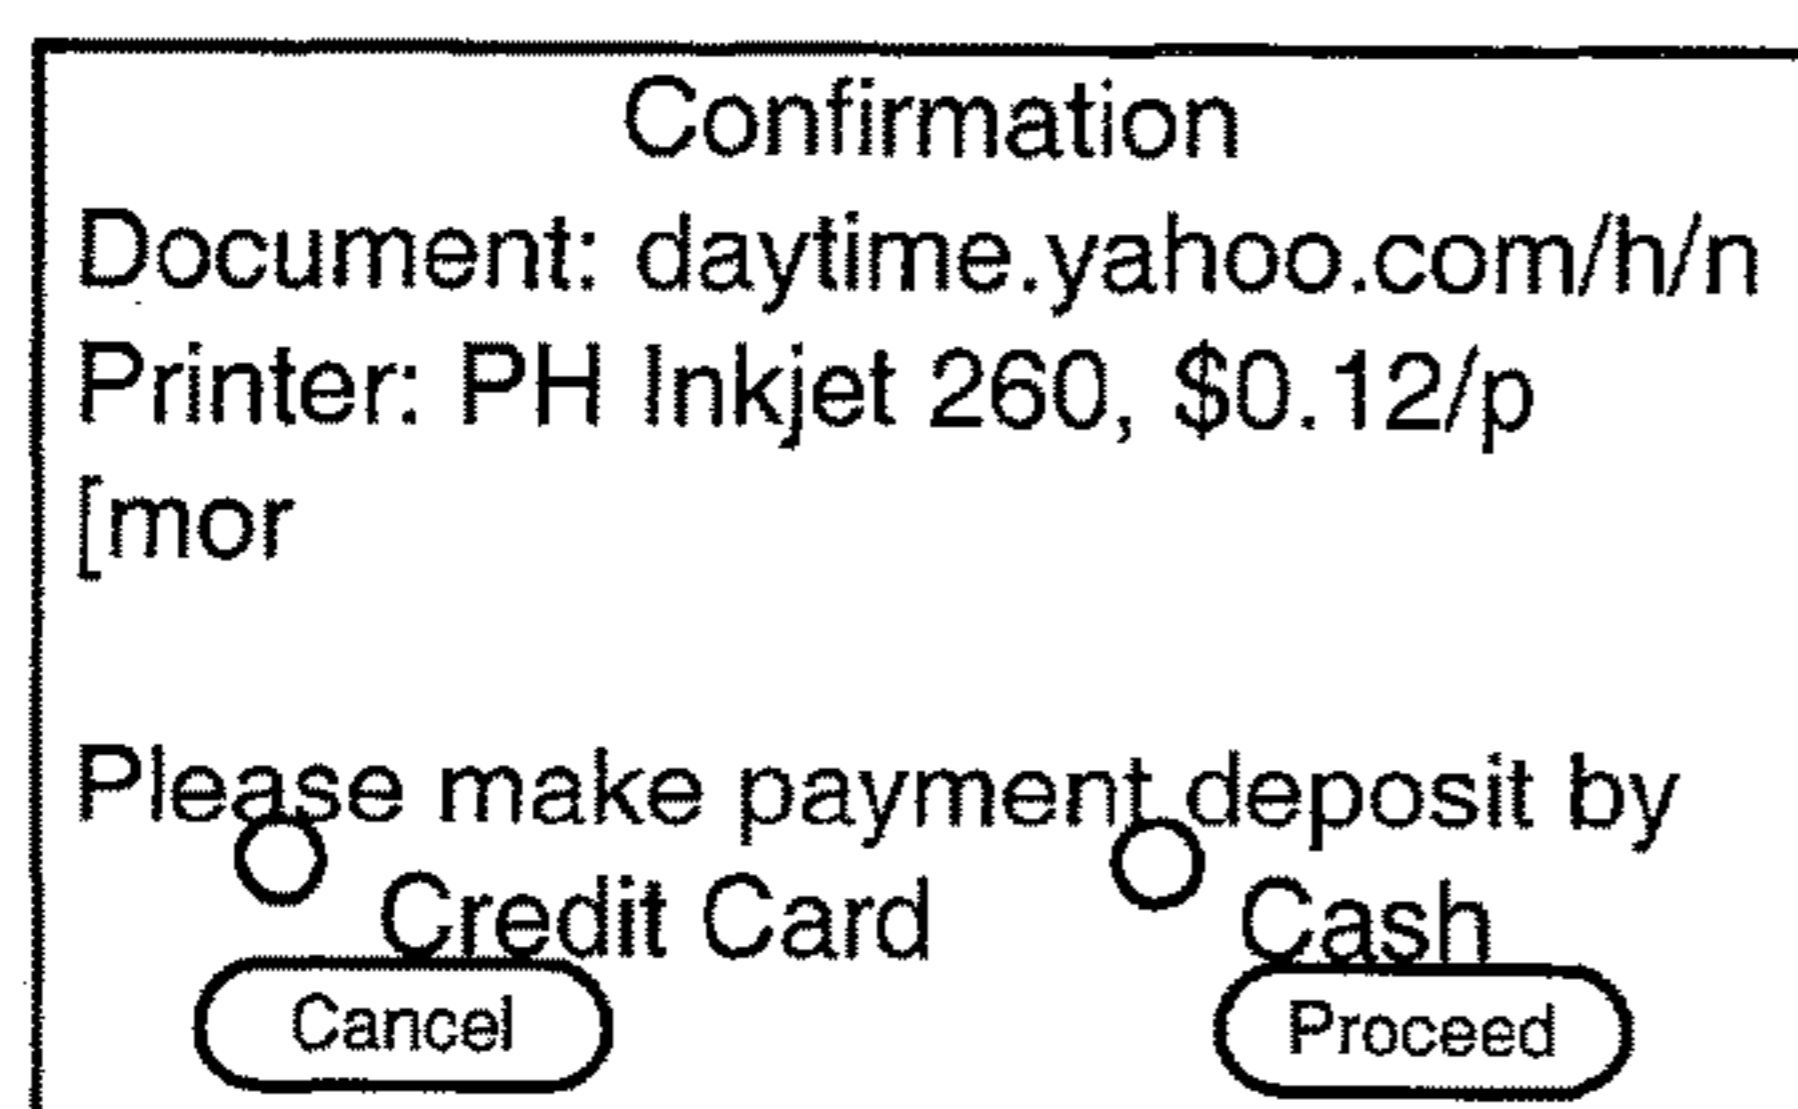 Confirmation
Document: daytime.yahoo.com/h/n
Printer: PH Inkjet 260, $0.12/p
[mor
Please make payment deposit by
Credit Card Cash
Cancel Proceed